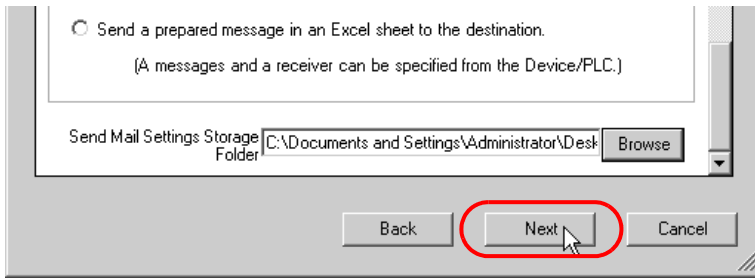 Send a prepared message in an Excel sheet to the destination.
(A messages and a receiver can be specified from the Device/PLC.)
Send Mail Settings Storage Folder C:\Documents and Settings\Administrator\Desk Browse
Back Next Cancel